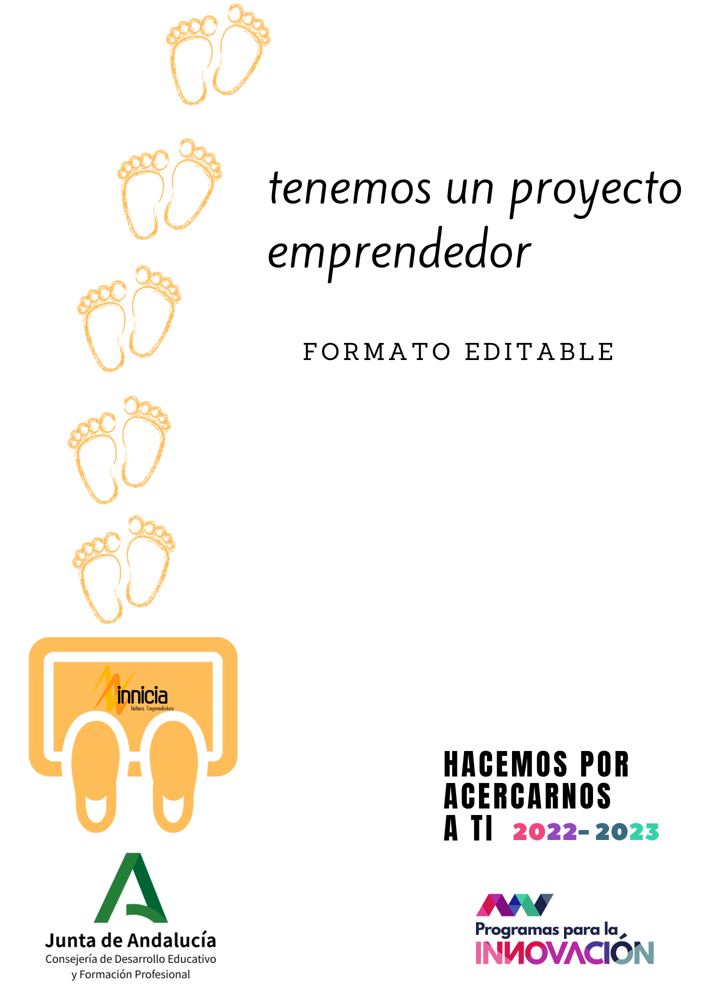 tenemos un proyecto
emprendedor
FORMATO EDITABLE
innicia
Cultura Emprendedora
HACEMOS POR
ACERCARNOS
A TI 2022- 2023
Junta de Andalucía
Consejería de Desarrollo Educativo
y Formación Profesional
Programas para la
INNOVACIÓN